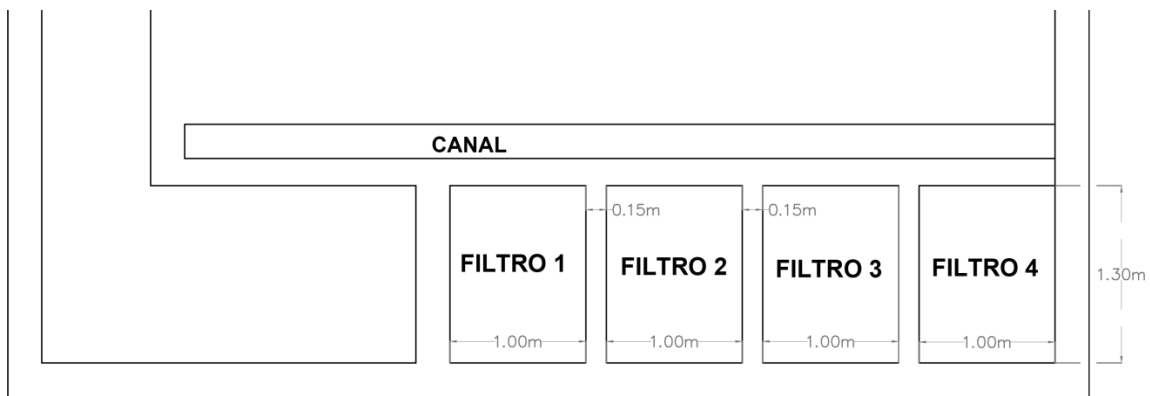 CANAL
0.15m
0.15m
FILTRO 1
FILTRO 2
FILTRO 3
FILTRO 4
1.30m
1.00m
1.00m
1.00m
1.00m